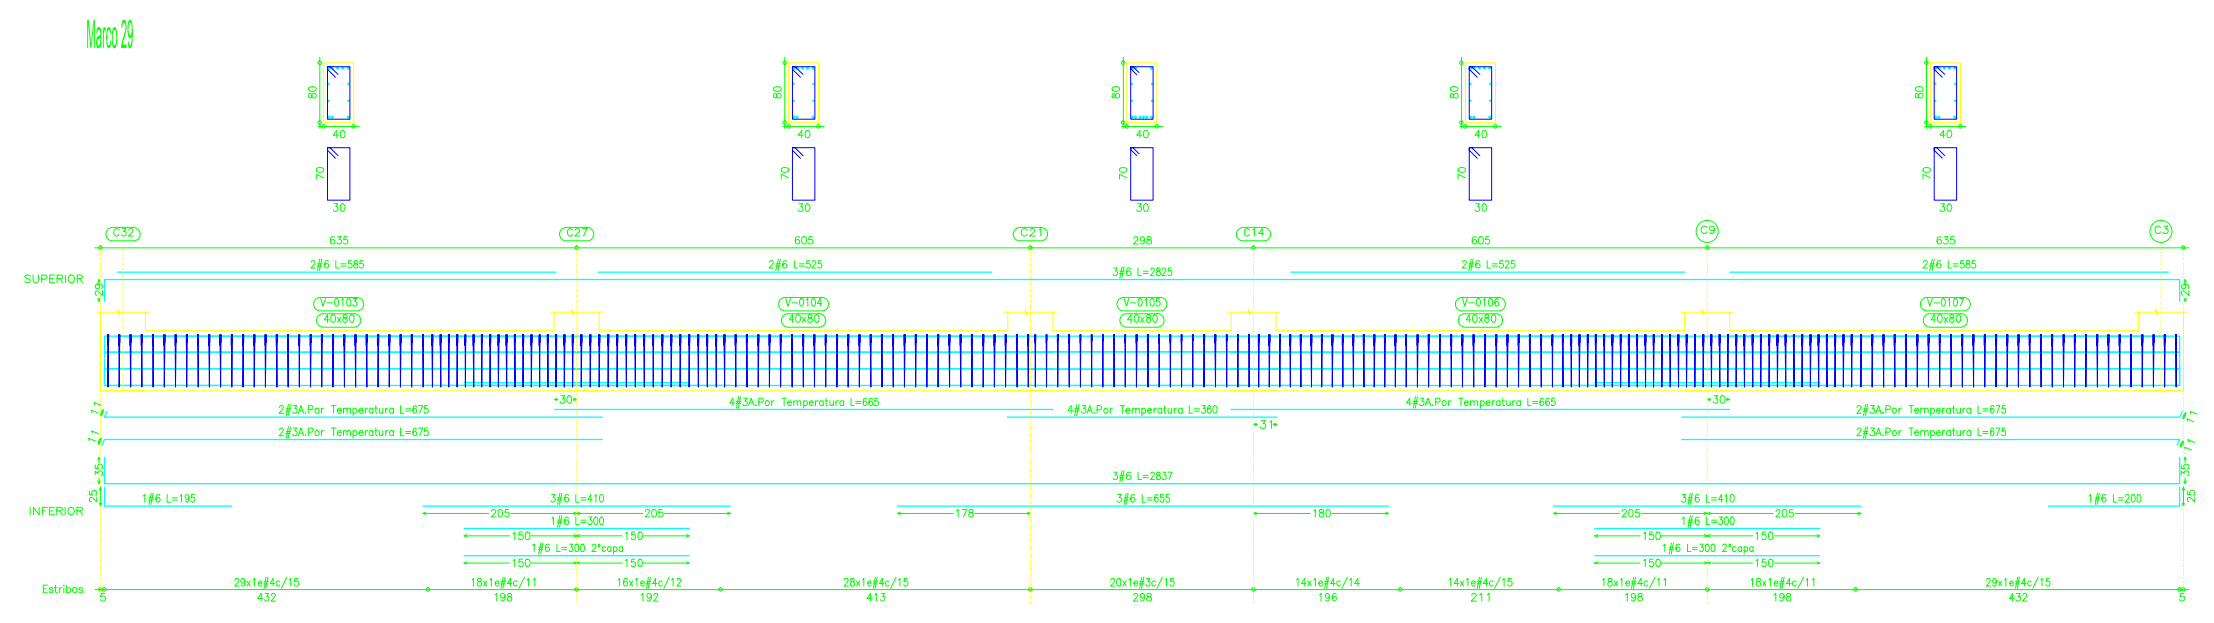 Marco 29
80 80 80 80 80
40 40 40 40 40
70 70 70 70 70
30 30 30 30 30
C32 C27 C21 C14 C9 C3
635 605 298 605 635
2#6 L=585 2#6 L=525 3#6 L=2825 2#6 L=525 2#6 L=585
SUPERIOR
29 29
V-0103 V-0104 V-0105 V-0106 V-0107
40x80 40x80 40x80 40x80 40x80
30 30
4#3A.Por Temperatura L=665 4#3A.Por Temperatura L=665
11 2#3A.Por Temperatura L=675 4#3A.Por Temperatura L=360 2#3A.Por Temperatura L=675 11
31
11 2#3A.Por Temperatura L=675 2#3A.Por Temperatura L=675 11
35 3#6 L=2837 35
25 1#6 L=195 3#6 L=410 3#6 L=655 3#6 L=410 1#6 L=200 25
INFERIOR
205 205 178 180 205 205
1#6 L=300 1#6 L=300
150 150 150 150
1#6 L=300 2ªcapa 1#6 L=300 2ªcapa
150 150 150 150
Estribos 29x1e#4c/15 18x1e#4c/11 16x1e#4c/12 28x1e#4c/15 20x1e#3c/15 14x1e#4c/14 14x1e#4c/15 18x1e#4c/11 18x1e#4c/11 29x1e#4c/15
5 432 198 192 413 298 196 211 198 198 432 5